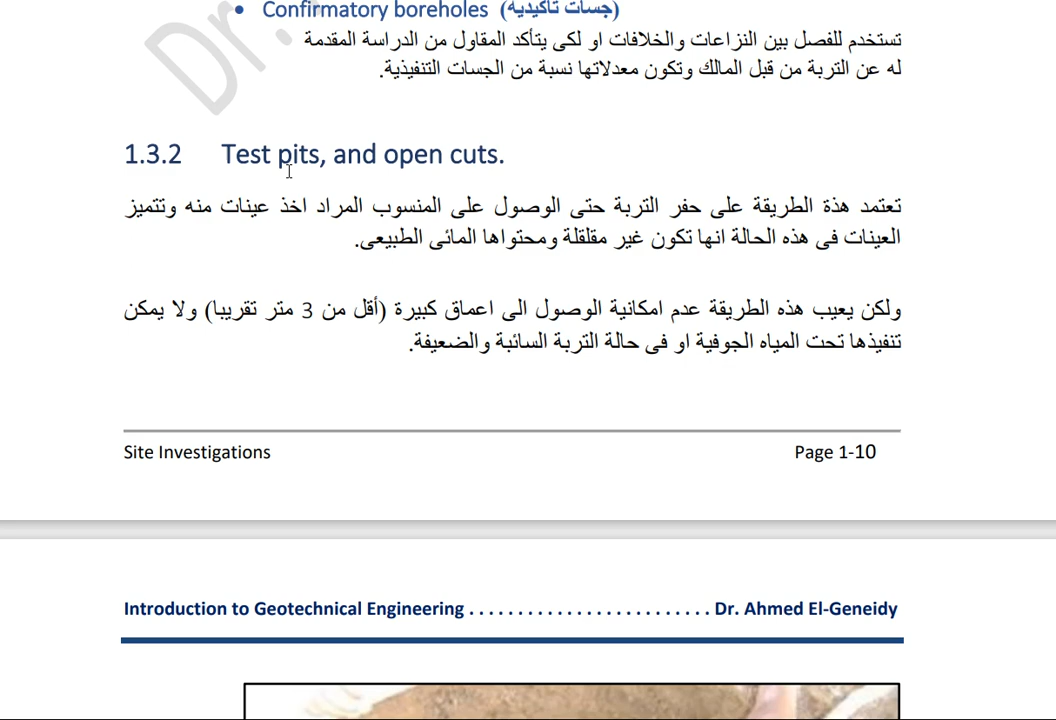 • Confirmatory boreholes (جسات تأكيدية)
تستخدم للفصل بين النزاعات والخلافات او لكى يتأكد المقاول من الدراسة المقدمة
له عن التربة من قبل المالك وتكون معدلاتها نسبة من الجسات التنفيذية.
Dr.
1.3.2 Test pits, and open cuts.
تعتمد هذة الطريقة على حفر التربة حتى الوصول على المنسوب المراد اخذ عينات منه وتتميز
العينات فى هذه الحالة انها تكون غير مقلقلة ومحتواها المائى الطبيعى.
ولكن يعيب هذه الطريقة عدم امكانية الوصول الى اعماق كبيرة (أقل من 3 متر تقريبا) ولا يمكن
تنفيذها تحت المياه الجوفية او فى حالة التربة السائبة والضعيفة.
Site Investigations Page 1-10
Introduction to Geotechnical Engineering . . . . . . . . . . . . . . . . . . . . . . . . . Dr. Ahmed El-Geneidy